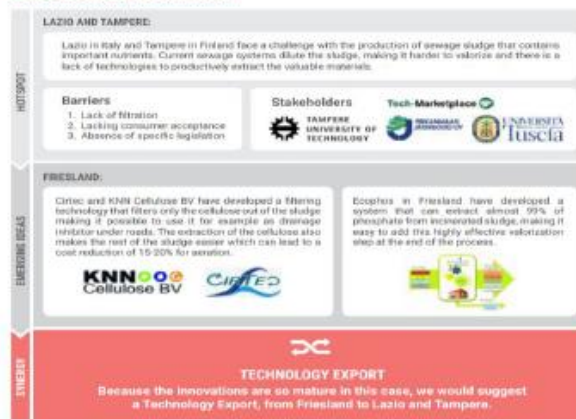 LAZIO AND TAMPERE:
Lazio in Italy and Tampere in Finland face a challenge with the production of sewage sludge that contains
important nutrients. Current sewage systems dilute the sludge, making it harder to valorize and there is a
lack of technologies to productively extract the valuable materials.
HOTSPOT
Barriers
1. Lack of filtration
2. Lacking consumer acceptance
3. Absence of specific legislation
Stakeholders
Tech-Marketplace
TAMPERE
UNIVERSITY OF
TECHNOLOGY
UNIVERSITÀ
Tuscia
FRIESLAND:
EMERGING IDEAS
Cirtec and KNN Cellulose BV have developed a filtering
technology that filters only the cellulose out of the sludge
making it possible to use it for example as drainage
inhibitor under roads. The extraction of the cellulose also
makes the rest of the sludge easier which can lead to a
cost reduction of 15-20% for aeration.
KNN
Cellulose BV
CIRTEC
Ecophos in Friesland have developed a
system that can extract almost 99% of
phosphate from incinerated sludge, making it
easy to add this highly effective valorization
step at the end of the process.
SYNERGY
TECHNOLOGY EXPORT
Because the innovations are so mature in this case, we would suggest
a Technology Export, from Friesland to Lazio and Tampere.